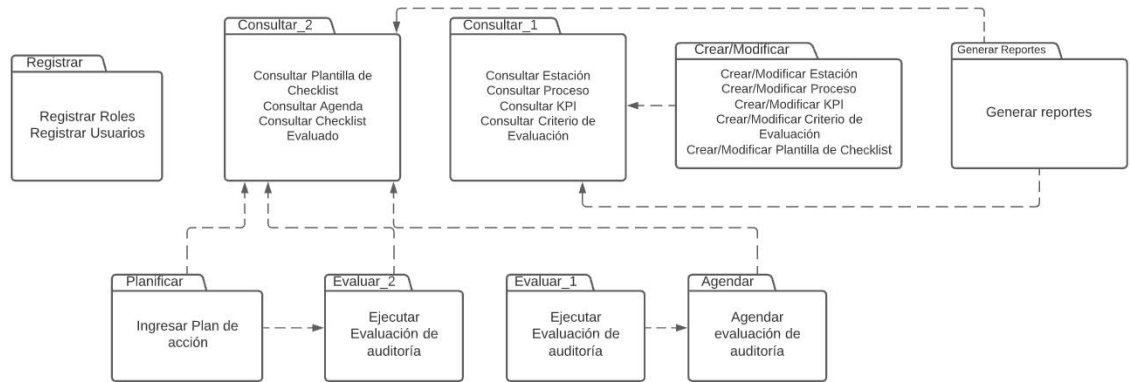 Registrar
Registrar Roles
Registrar Usuarios
Consultar_2
Consultar Plantilla de
Checklist
Consultar Agenda
Consultar Checklist
Evaluado
Consultar_1
Consultar Estación
Consultar Proceso
Consultar KPI
Consultar Criterio de
Evaluación
Crear/Modificar
Crear/Modificar Estación
Crear/Modificar Proceso
Crear/Modificar KPI
Crear/Modificar Criterio de
Evaluación
Crear/Modificar Plantilla de Checklist
Generar Reportes
Generar reportes
Planificar
Ingresar Plan de
acción
Evaluar_2
Ejecutar
Evaluación de
auditoría
Evaluar_1
Ejecutar
Evaluación de
auditoría
Agendar
Agendar
evaluación de
auditoría